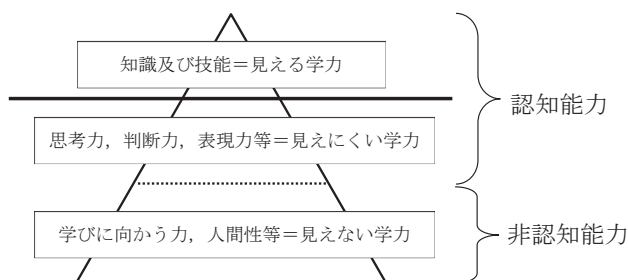 知識及び技能＝見える学力
認知能力
思考力，判断力，表現力等＝見えにくい学力
学びに向かう力，人間性等＝見えない学力
非認知能力